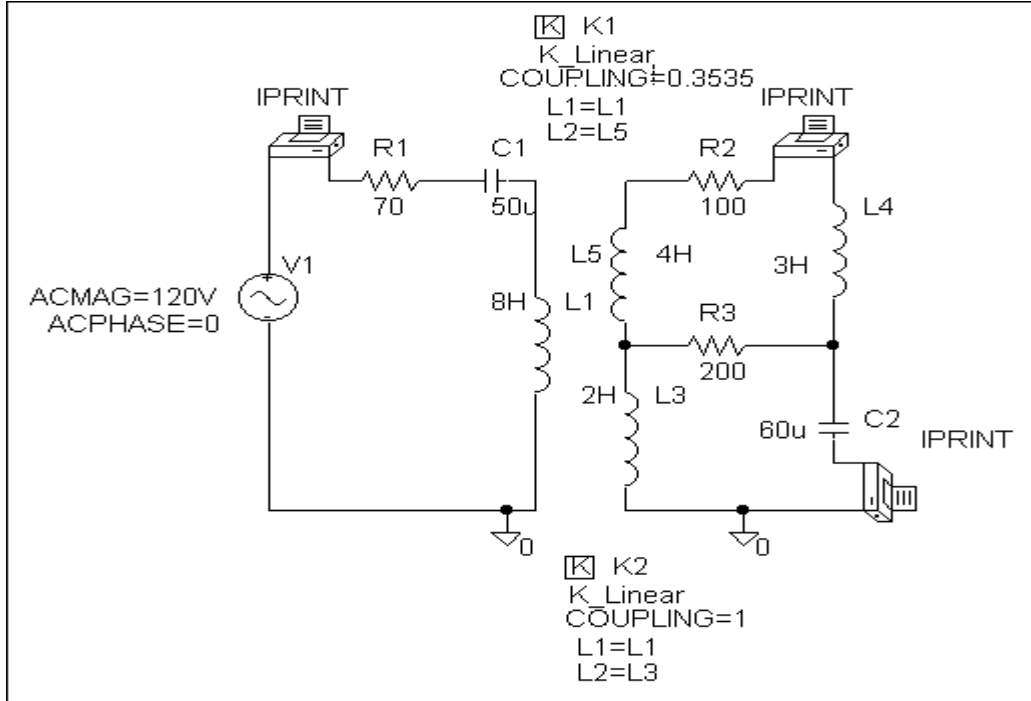 K K1
K_Linear
COUPLING=0.3535
L1=L1
L2=L5
IPRINT
IPRINT
R1
C1
R2
70
50u
100
L4
L5
4H
3H
V1
ACMAG=120V
ACPHASE=0
8H
L1
R3
200
2H
L3
60u
C2
IPRINT
0
0
K K2
K_Linear
COUPLING=1
L1=L1
L2=L3